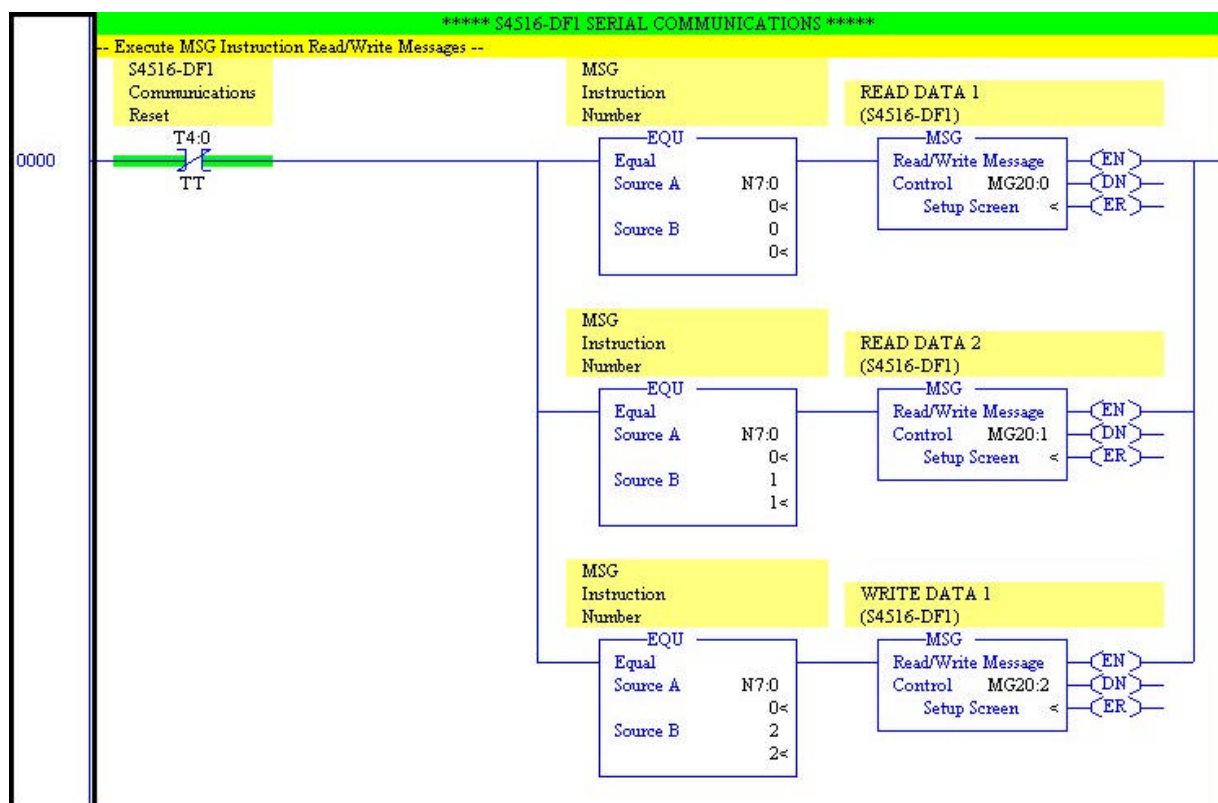 ***** S4516-DF1 SERIAL COMMUNICATIONS *****
-- Execute MSG Instruction Read/Write Messages --
S4516-DF1
Communications
Reset
T4:0
TT
0000
MSG
Instruction
Number
EQU
Equal
Source A N7:0
0<
Source B 0
0<
READ DATA 1
(S4516-DF1)
MSG
Read/Write Message
Control MG20:0
Setup Screen <
EN
DN
ER
MSG
Instruction
Number
EQU
Equal
Source A N7:0
0<
Source B 1
1<
READ DATA 2
(S4516-DF1)
MSG
Read/Write Message
Control MG20:1
Setup Screen <
EN
DN
ER
MSG
Instruction
Number
EQU
Equal
Source A N7:0
0<
Source B 2
2<
WRITE DATA 1
(S4516-DF1)
MSG
Read/Write Message
Control MG20:2
Setup Screen <
EN
DN
ER